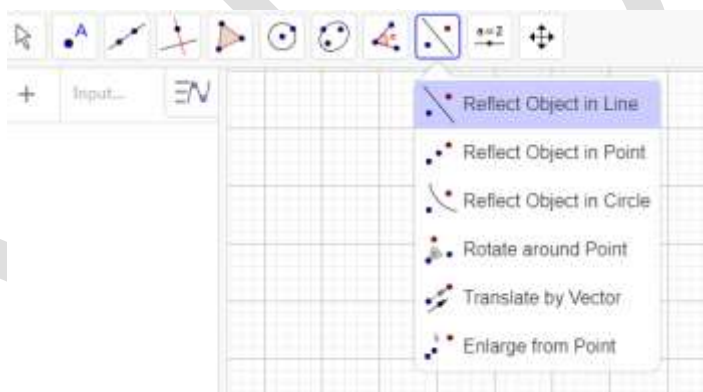 A
a=2
Input...
Reflect Object in Line
Reflect Object in Point
Reflect Object in Circle
Rotate around Point
Translate by Vector
Enlarge from Point